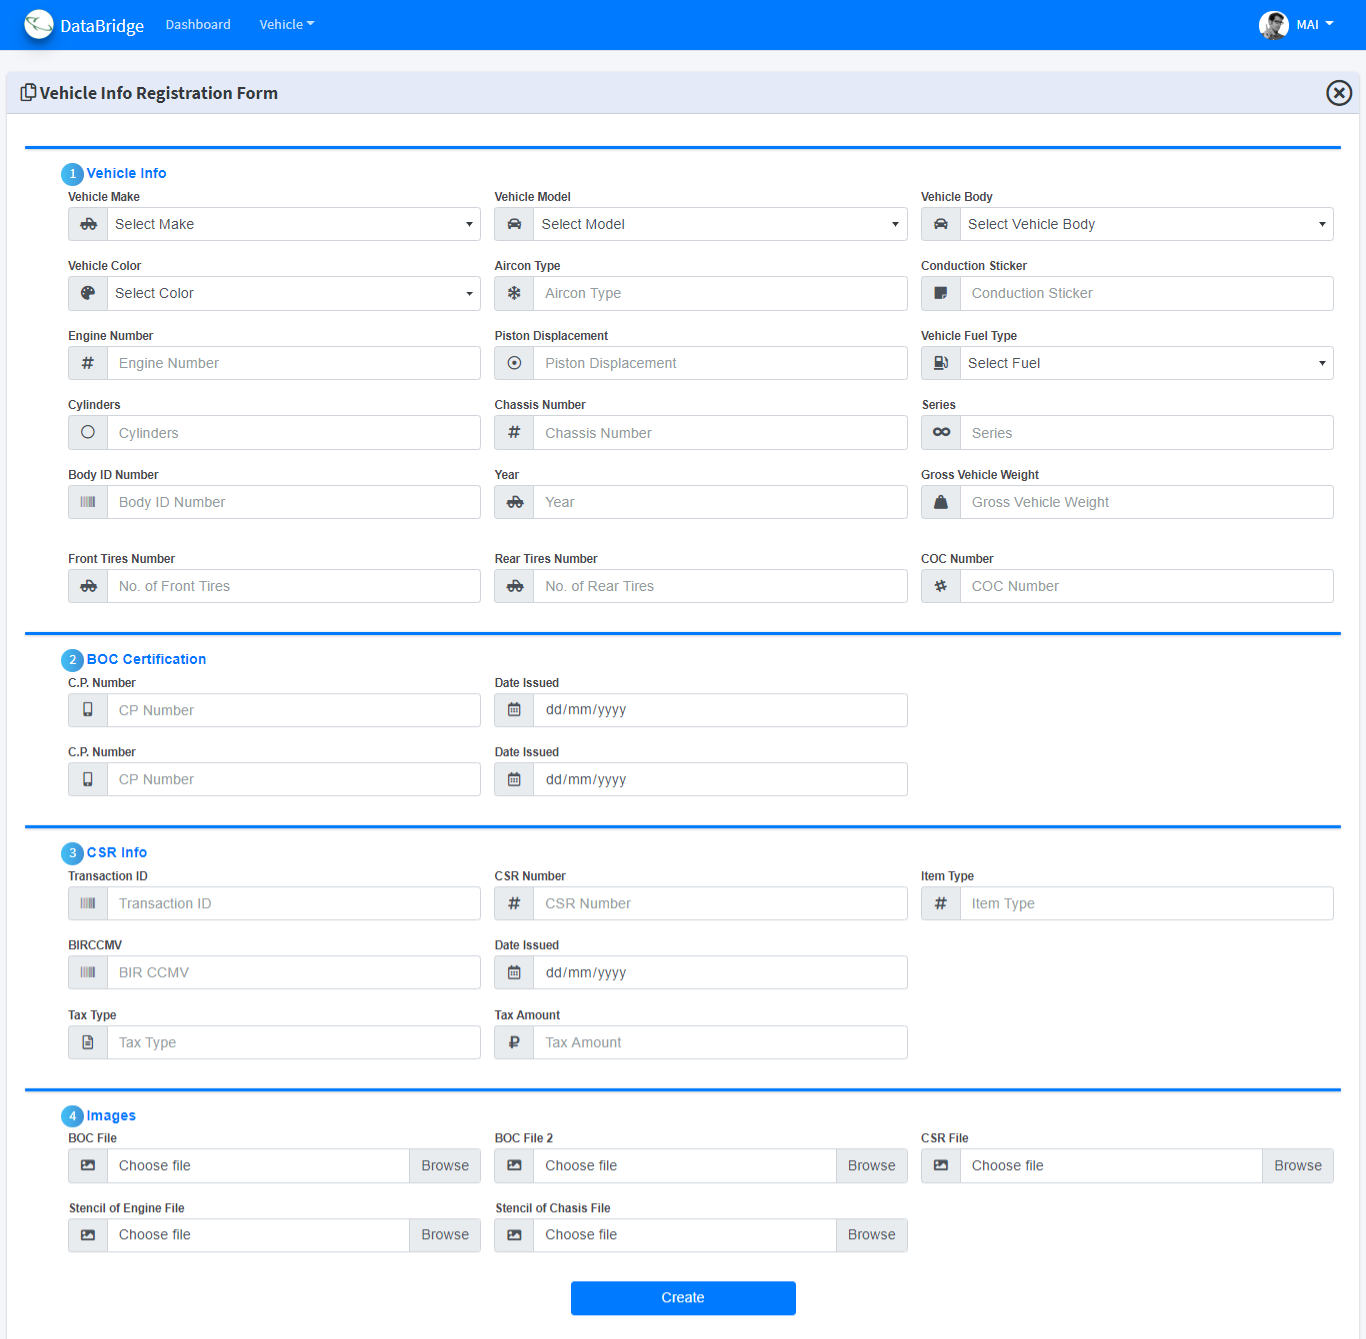 DataBridge Dashboard Vehicle MAI
Vehicle Info Registration Form
1 Vehicle Info
Vehicle Make Vehicle Model Vehicle Body
Select Make Select Model Select Vehicle Body
Vehicle Color Aircon Type Conduction Sticker
Select Color Aircon Type Conduction Sticker
Engine Number Piston Displacement Vehicle Fuel Type
# Engine Number Piston Displacement Select Fuel
Cylinders Chassis Number Series
Cylinders # Chassis Number Series
Body ID Number Year Gross Vehicle Weight
Body ID Number Year Gross Vehicle Weight
Front Tires Number Rear Tires Number COC Number
No. of Front Tires No. of Rear Tires COC Number
2 BOC Certification
C.P. Number Date Issued
CP Number dd/mm/yyyy
C.P. Number Date Issued
CP Number dd/mm/yyyy
3 CSR Info
Transaction ID CSR Number Item Type
Transaction ID # CSR Number # Item Type
BIRCCMV Date Issued
BIR CCMV dd/mm/yyyy
Tax Type Tax Amount
Tax Type ₽ Tax Amount
4 Images
BOC File BOC File 2 CSR File
Choose file Browse Choose file Browse Choose file Browse
Stencil of Engine File Stencil of Chasis File
Choose file Browse Choose file Browse
Create